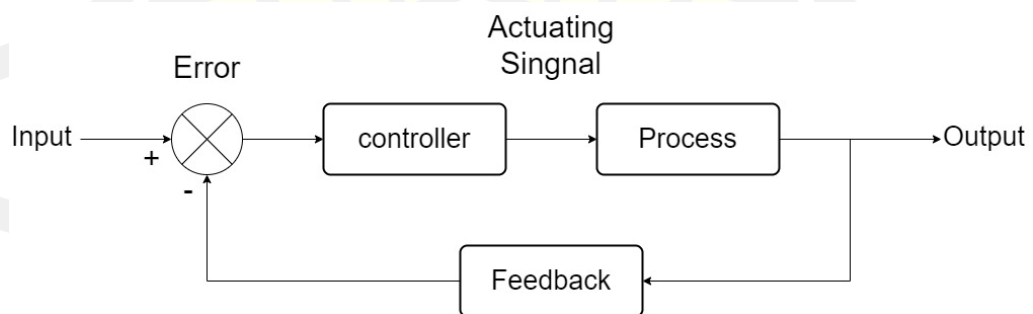 Actuating
Singnal
Error
Input
+
-
controller
Process
Output
Feedback